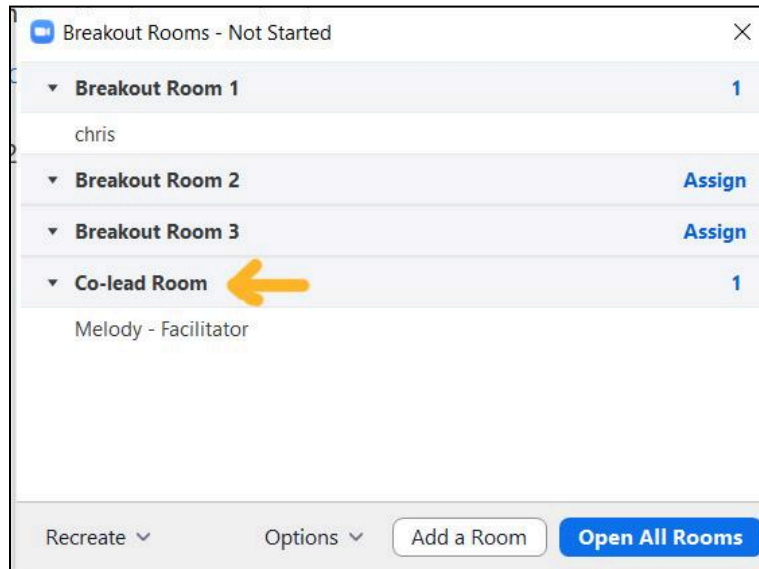 Breakout Rooms - Not Started
Breakout Room 1 1
chris
Breakout Room 2 Assign
Breakout Room 3 Assign
Co-lead Room 1
Melody - Facilitator
Recreate Options Add a Room Open All Rooms